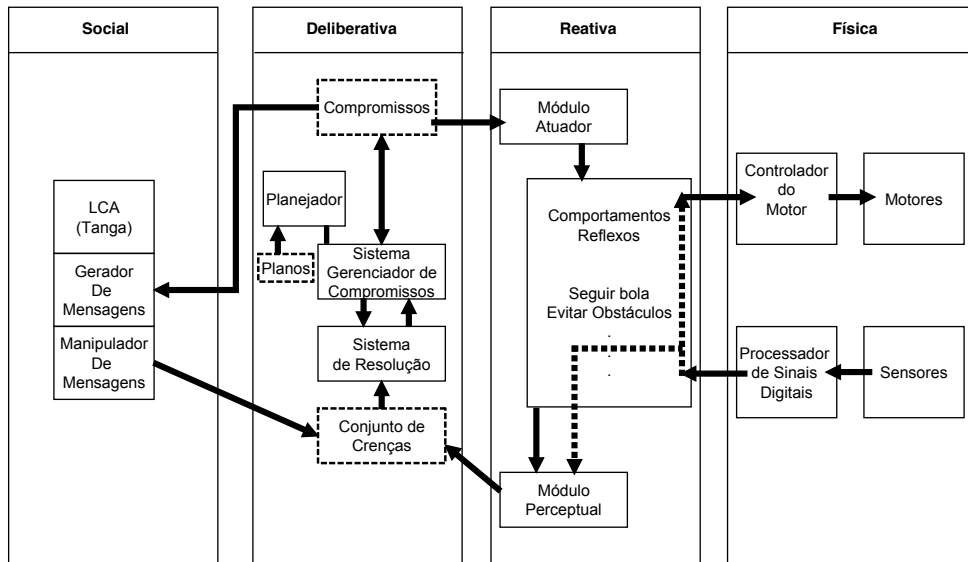 Social
Deliberativa
Reativa
Física
LCA
(Tanga)
Gerador
De
Mensagens
Manipulador
De
Mensagens
Compromissos
Planejador
Planos
Sistema
Gerenciador de
Compromissos
Sistema
de Resolução
Conjunto de
Crenças
Módulo
Atuador
Comportamentos
Reflexos
Seguir bola
Evitar Obstáculos
.
.
.
Módulo
Perceptual
Controlador
do
Motor
Motores
Processador
de Sinais
Digitais
Sensores